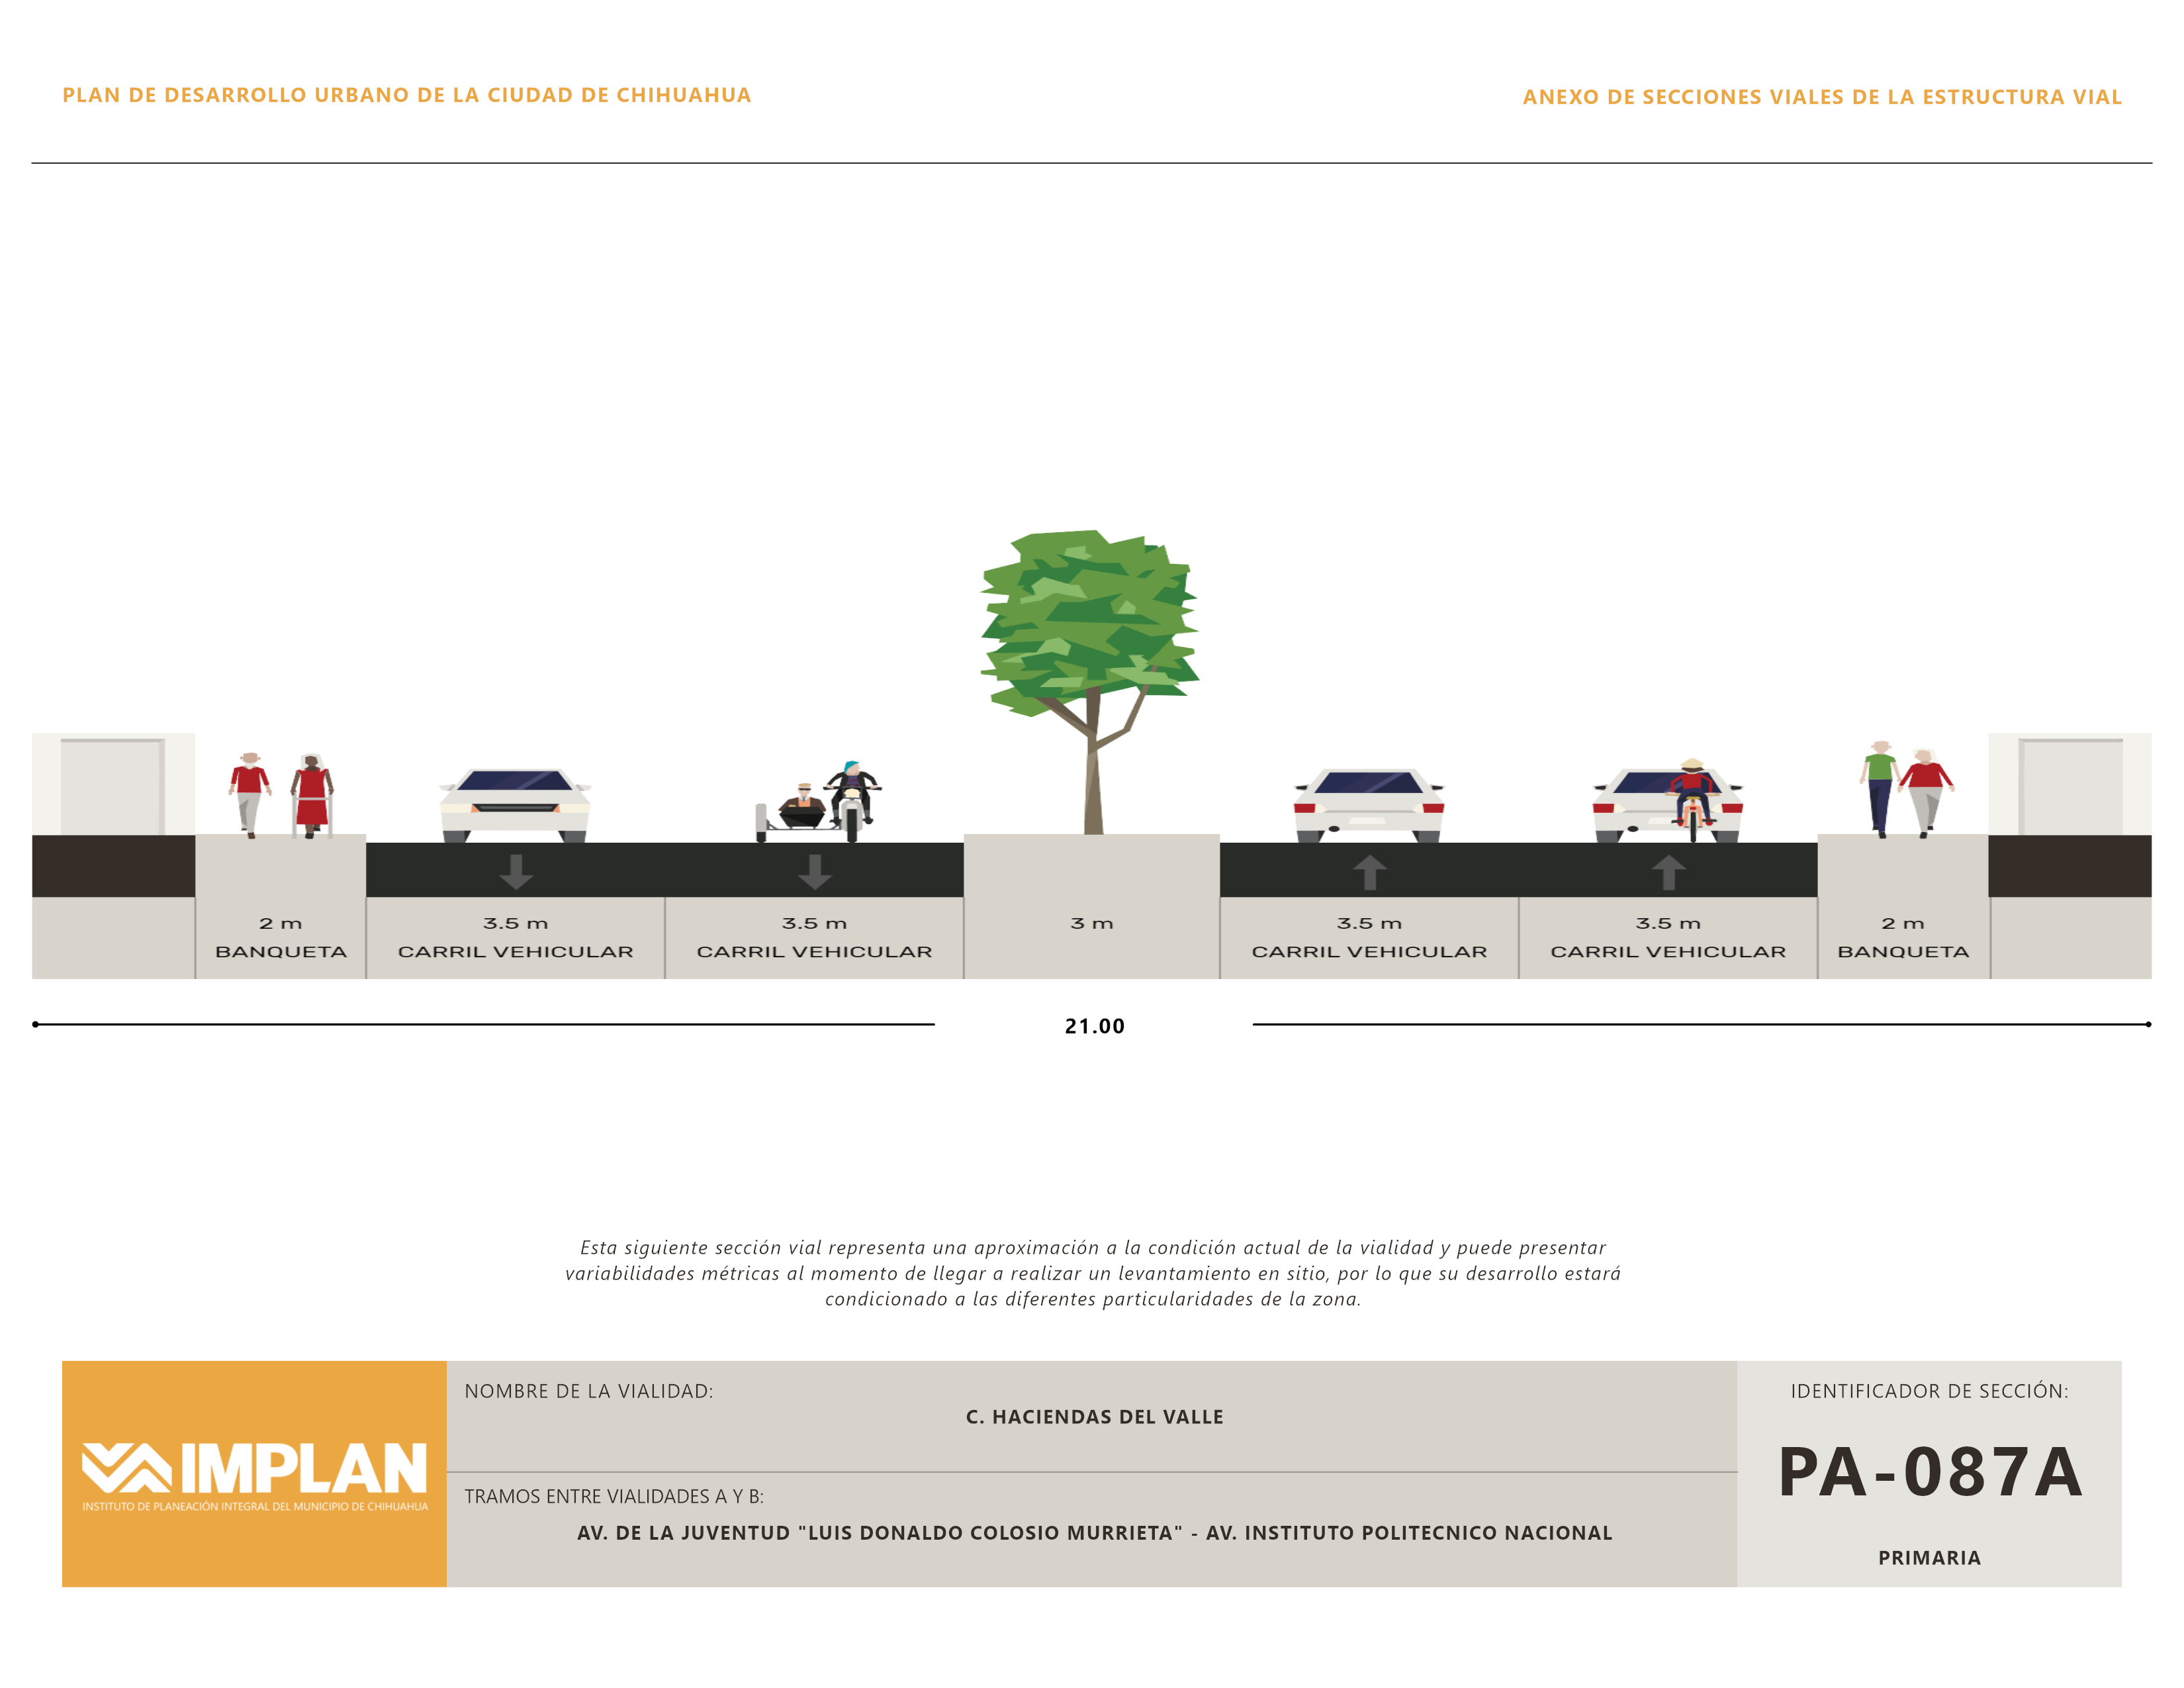 PLAN DE DESARROLLO URBANO DE LA CIUDAD DE CHIHUAHUA
ANEXO DE SECCIONES VIALES DE LA ESTRUCTURA VIAL
2 m
BANQUETA
3.5 m
CARRIL VEHICULAR
3.5 m
CARRIL VEHICULAR
3 m
3.5 m
CARRIL VEHICULAR
3.5 m
CARRIL VEHICULAR
2 m
BANQUETA
21.00
Esta siguiente sección vial representa una aproximación a la condición actual de la vialidad y puede presentar
variabilidades métricas al momento de llegar a realizar un levantamiento en sitio, por lo que su desarrollo estará
condicionado a las diferentes particularidades de la zona.
IMPLAN
INSTITUTO DE PLANEACIÓN INTEGRAL DEL MUNICIPIO DE CHIHUAHUA
NOMBRE DE LA VIALIDAD:
C. HACIENDAS DEL VALLE
TRAMOS ENTRE VIALIDADES A Y B:
AV. DE LA JUVENTUD "LUIS DONALDO COLOSIO MURRIETA" - AV. INSTITUTO POLITECNICO NACIONAL
IDENTIFICADOR DE SECCIÓN:
PA-087A
PRIMARIA